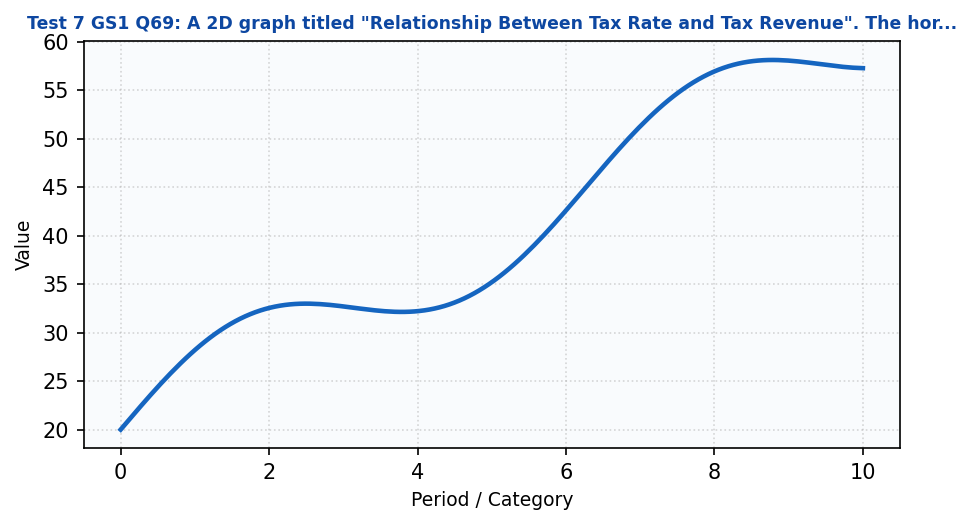 Test 7 GS1 Q69: A 2D graph titled "Relationship Between Tax Rate and Tax Revenue". The hor...
60
55
50
45
40
35
30
25
20
Value
0 2 4 6 8 10
Period / Category